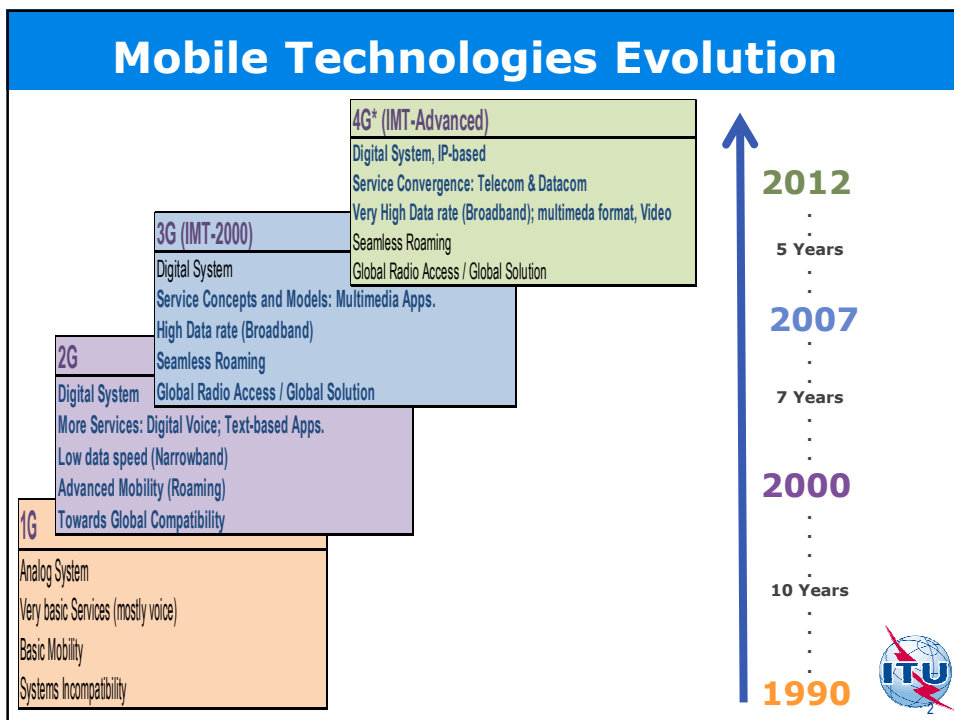 Mobile Technologies Evolution
4G* (IMT-Advanced)
Digital System, IP-based
Service Convergence: Telecom & Datacom
Very High Data rate (Broadband); multimeda format, Video
Seamless Roaming
Global Radio Access / Global Solution
3G (IMT-2000)
Digital System
Service Concepts and Models: Multimedia Apps.
High Data rate (Broadband)
Seamless Roaming
Global Radio Access / Global Solution
2G
Digital System
More Services: Digital Voice; Text-based Apps.
Low data speed (Narrowband)
Advanced Mobility (Roaming)
Towards Global Compatibility
1G
Analog System
Very basic Services (mostly voice)
Basic Mobility
Systems Incompatibility
2012
.
.
5 Years
.
.
2007
.
.
.
7 Years
.
.
.
2000
.
.
.
.
10 Years
.
.
.
.
1990
ITU
2